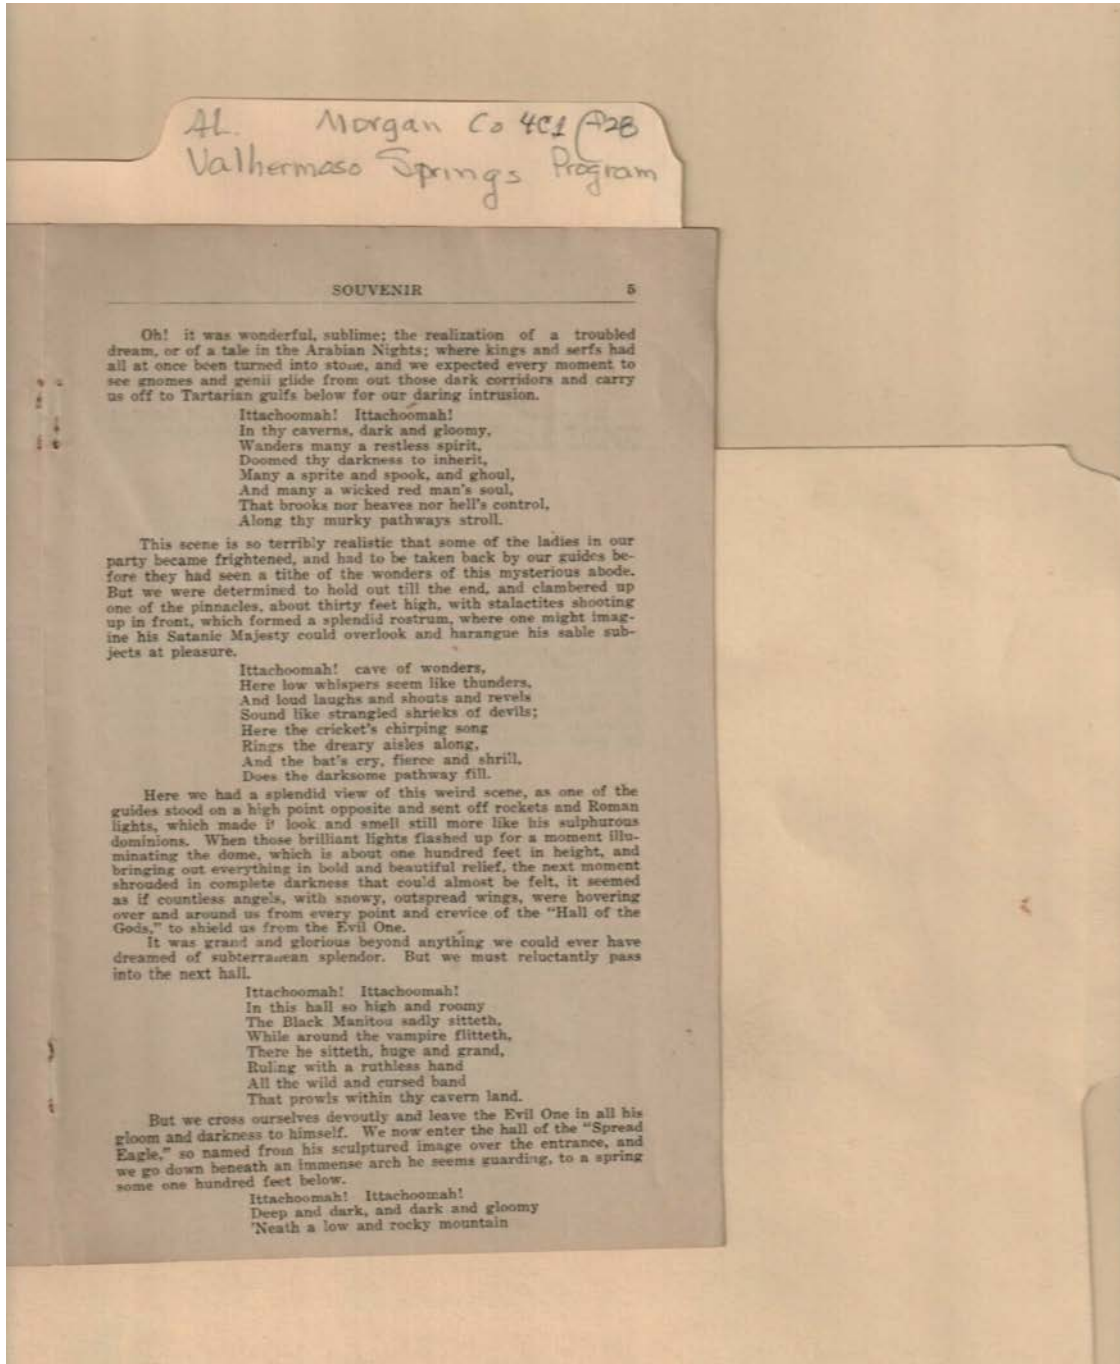 AL. Morgan Co 4C1 F28
Valhermoso Springs Program
SOUVENIR 5
Oh! it was wonderful, sublime; the realization of a troubled
dream, or of a tale in the Arabian Nights; where kings and serfs had
all at once been turned into stone, and we expected every moment to
see gnomes and genii glide from out those dark corridors and carry
us off to Tartarian gulfs below for our daring intrusion.
Ittachoomah! Ittachoomah!
In thy caverns, dark and gloomy,
Wanders many a restless spirit,
Doomed thy darkness to inherit,
Many a sprite and spook, and ghoul,
And many a wicked red man's soul,
That brooks nor heaves nor hell's control,
Along thy murky pathways stroll.
This scene is so terribly realistic that some of the ladies in our
party became frightened, and had to be taken back by our guides be-
fore they had seen a tithe of the wonders of this mysterious abode.
But we were determined to hold out till the end, and clambered up
one of the pinnacles, about thirty feet high, with stalactites shooting
up in front, which formed a splendid rostrum, where one might imag-
ine his Satanic Majesty could overlook and harangue his sable sub-
jects at pleasure.
Ittachoomah! cave of wonders,
Here low whispers seem like thunders,
And loud laughs and shouts and revels
Sound like strangled shrieks of devils;
Here the cricket's chirping song
Rings the dreary aisles along,
And the bat's cry, fierce and shrill,
Does the darksome pathway fill.
Here we had a splendid view of this weird scene, as one of the
guides stood on a high point opposite and sent off rockets and Roman
lights, which made it look and smell still more like his sulphurous
dominions. When those brilliant lights flashed up for a moment illu-
minating the dome, which is about one hundred feet in height, and
bringing out everything in bold and beautiful relief, the next moment
shrouded in complete darkness that could almost be felt, it seemed
as if countless angels, with snowy, outspread wings, were hovering
over and around us from every point and crevice of the "Hall of the
Gods," to shield us from the Evil One.
It was grand and glorious beyond anything we could ever have
dreamed of subterranean splendor. But we must reluctantly pass
into the next hall.
Ittachoomah! Ittachoomah!
In this hall so high and roomy
The Black Manitou sadly sitteth,
While around the vampire flitteth,
There he sitteth, huge and grand,
Ruling with a ruthless hand
All the wild and cursed band
That prowls within thy cavern land.
But we cross ourselves devoutly and leave the Evil One in all his
gloom and darkness to himself. We now enter the hall of the "Spread
Eagle," so named from his sculptured image over the entrance, and
we go down beneath an immense arch he seems guarding, to a spring
some one hundred feet below.
Ittachoomah! Ittachoomah!
Deep and dark, and dark and gloomy
'Neath a low and rocky mountain